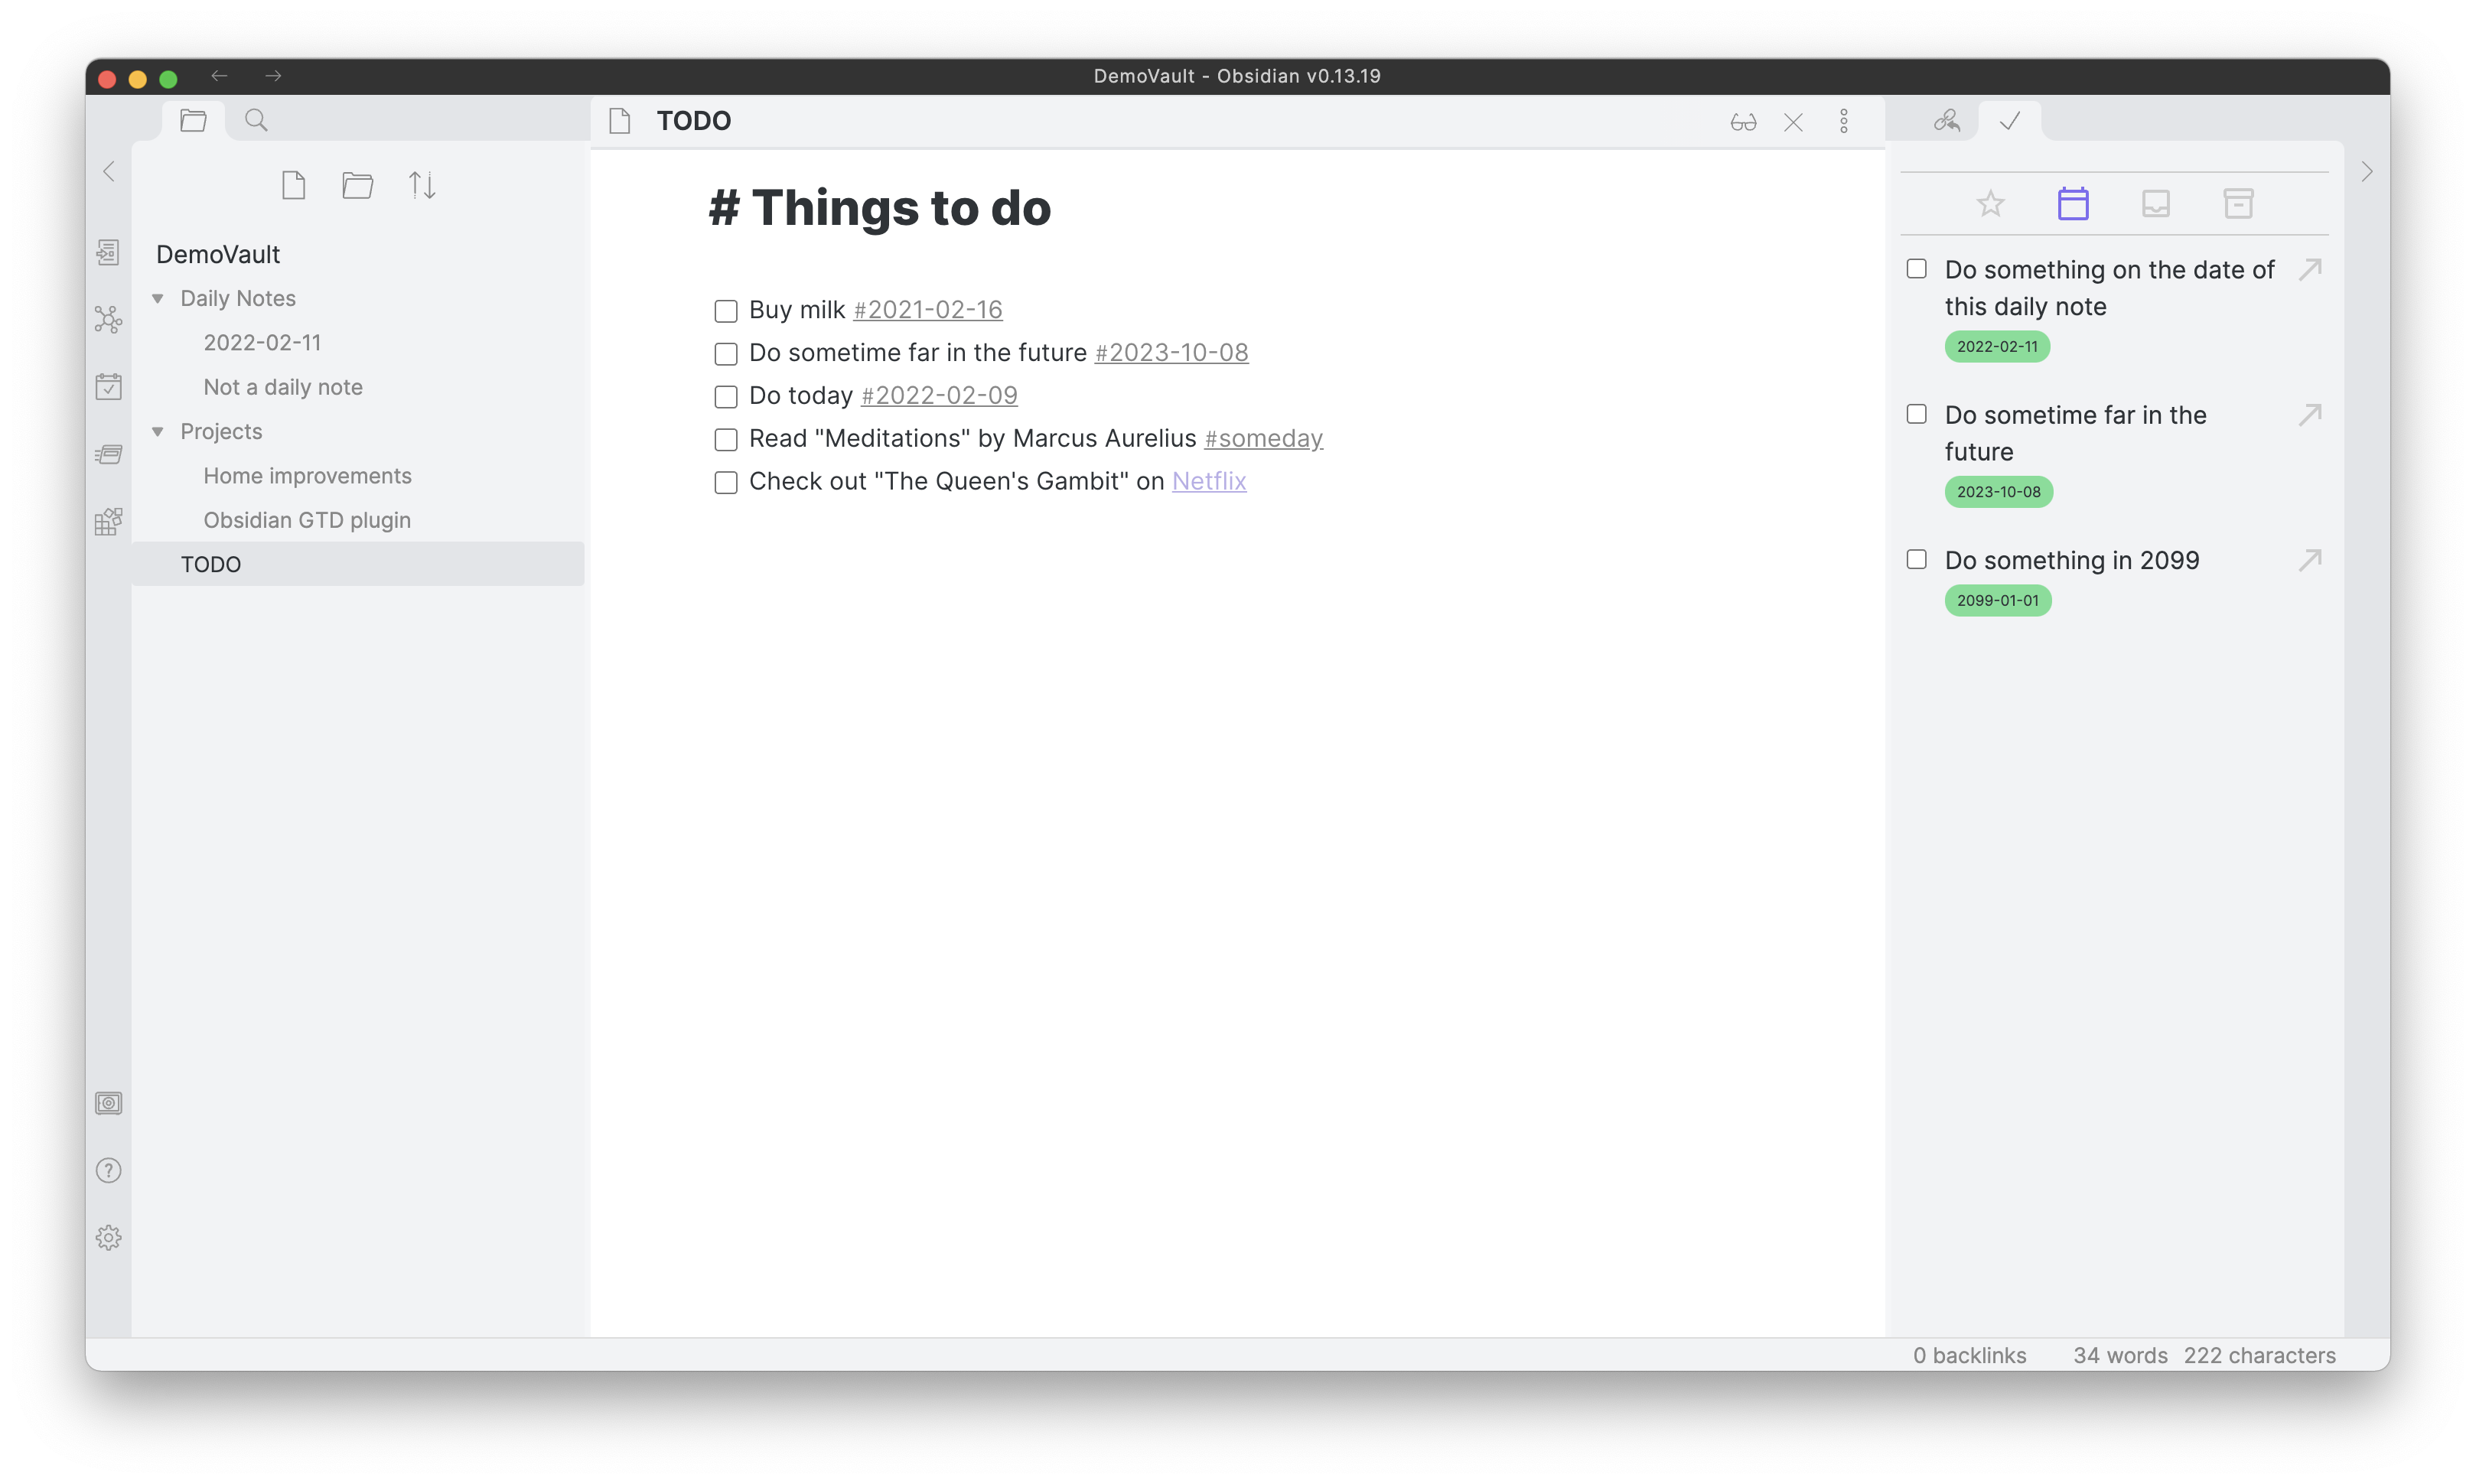 DemoVault - Obsidian v0.13.19
DemoVault
Daily Notes
2022-02-11
Not a daily note
Projects
Home improvements
Obsidian GTD plugin
TODO
TODO
# Things to do
Buy milk #2021-02-16
Do sometime far in the future #2023-10-08
Do today #2022-02-09
Read "Meditations" by Marcus Aurelius #someday
Check out "The Queen's Gambit" on Netflix
Do something on the date of
this daily note
2022-02-11
Do sometime far in the
future
2023-10-08
Do something in 2099
2099-01-01
0 backlinks 34 words 222 characters